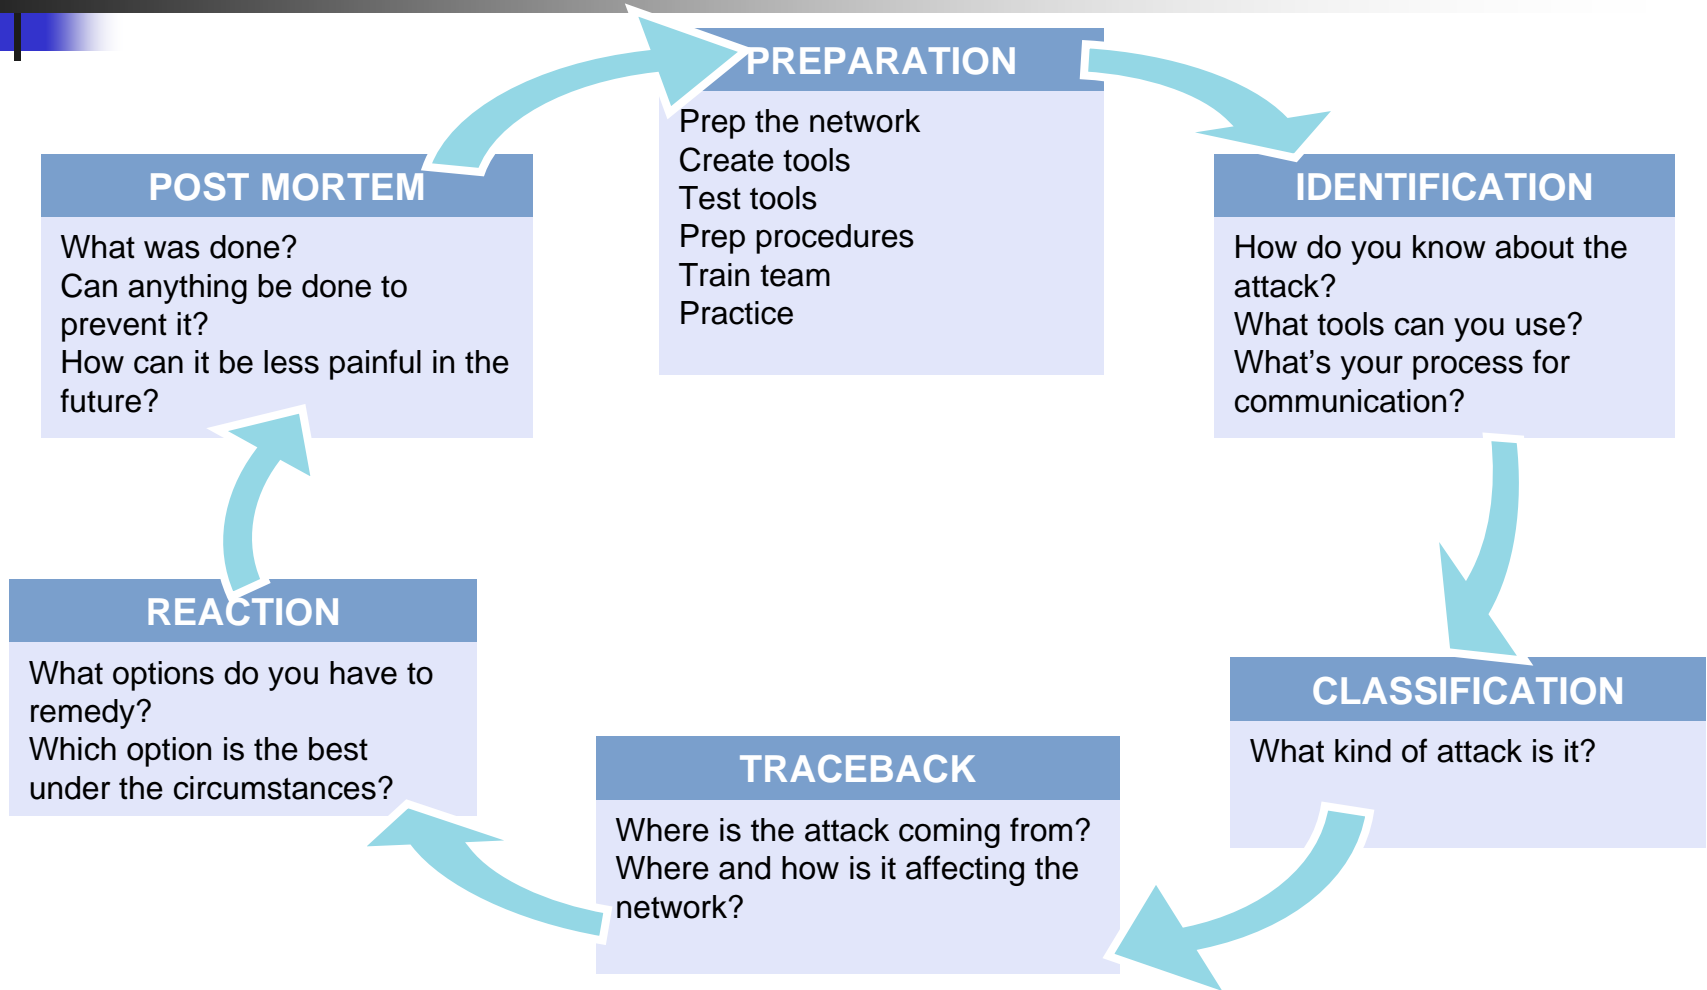 PREPARATION
Prep the network
Create tools
Test tools
Prep procedures
Train team
Practice
IDENTIFICATION
How do you know about the
attack?
What tools can you use?
What’s your process for
communication?
CLASSIFICATION
What kind of attack is it?
TRACEBACK
Where is the attack coming from?
Where and how is it affecting the
network?
REACTION
What options do you have to
remedy?
Which option is the best
under the circumstances?
POST MORTEM
What was done?
Can anything be done to
prevent it?
How can it be less painful in the
future?